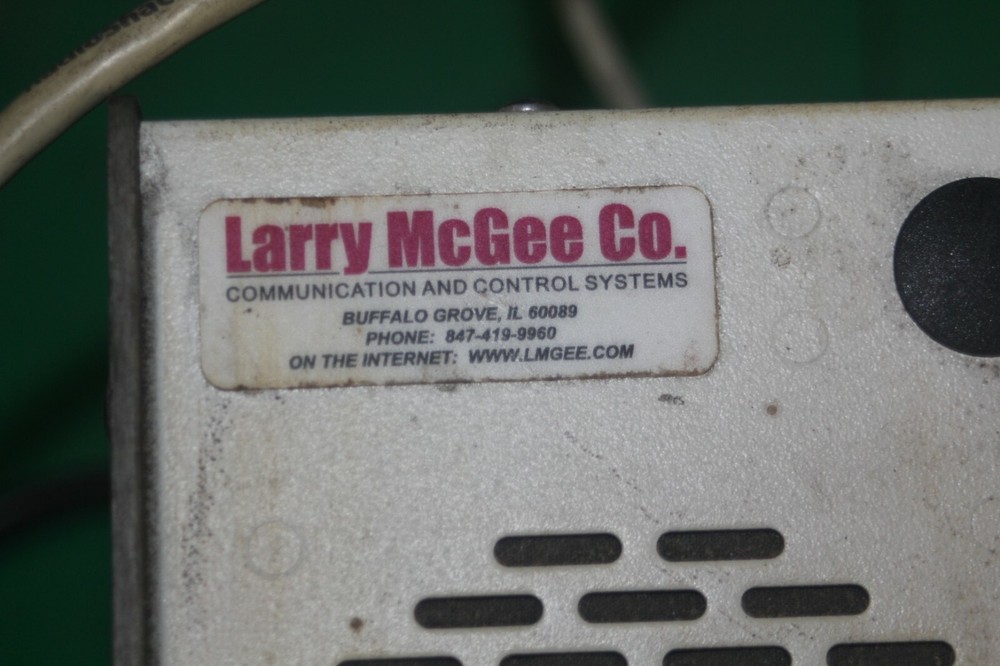 RadioShack
Larry McGee Co.
COMMUNICATION AND CONTROL SYSTEMS
BUFFALO GROVE, IL 60089
PHONE: 847-419-9960
ON THE INTERNET: WWW.LMGEE.COM